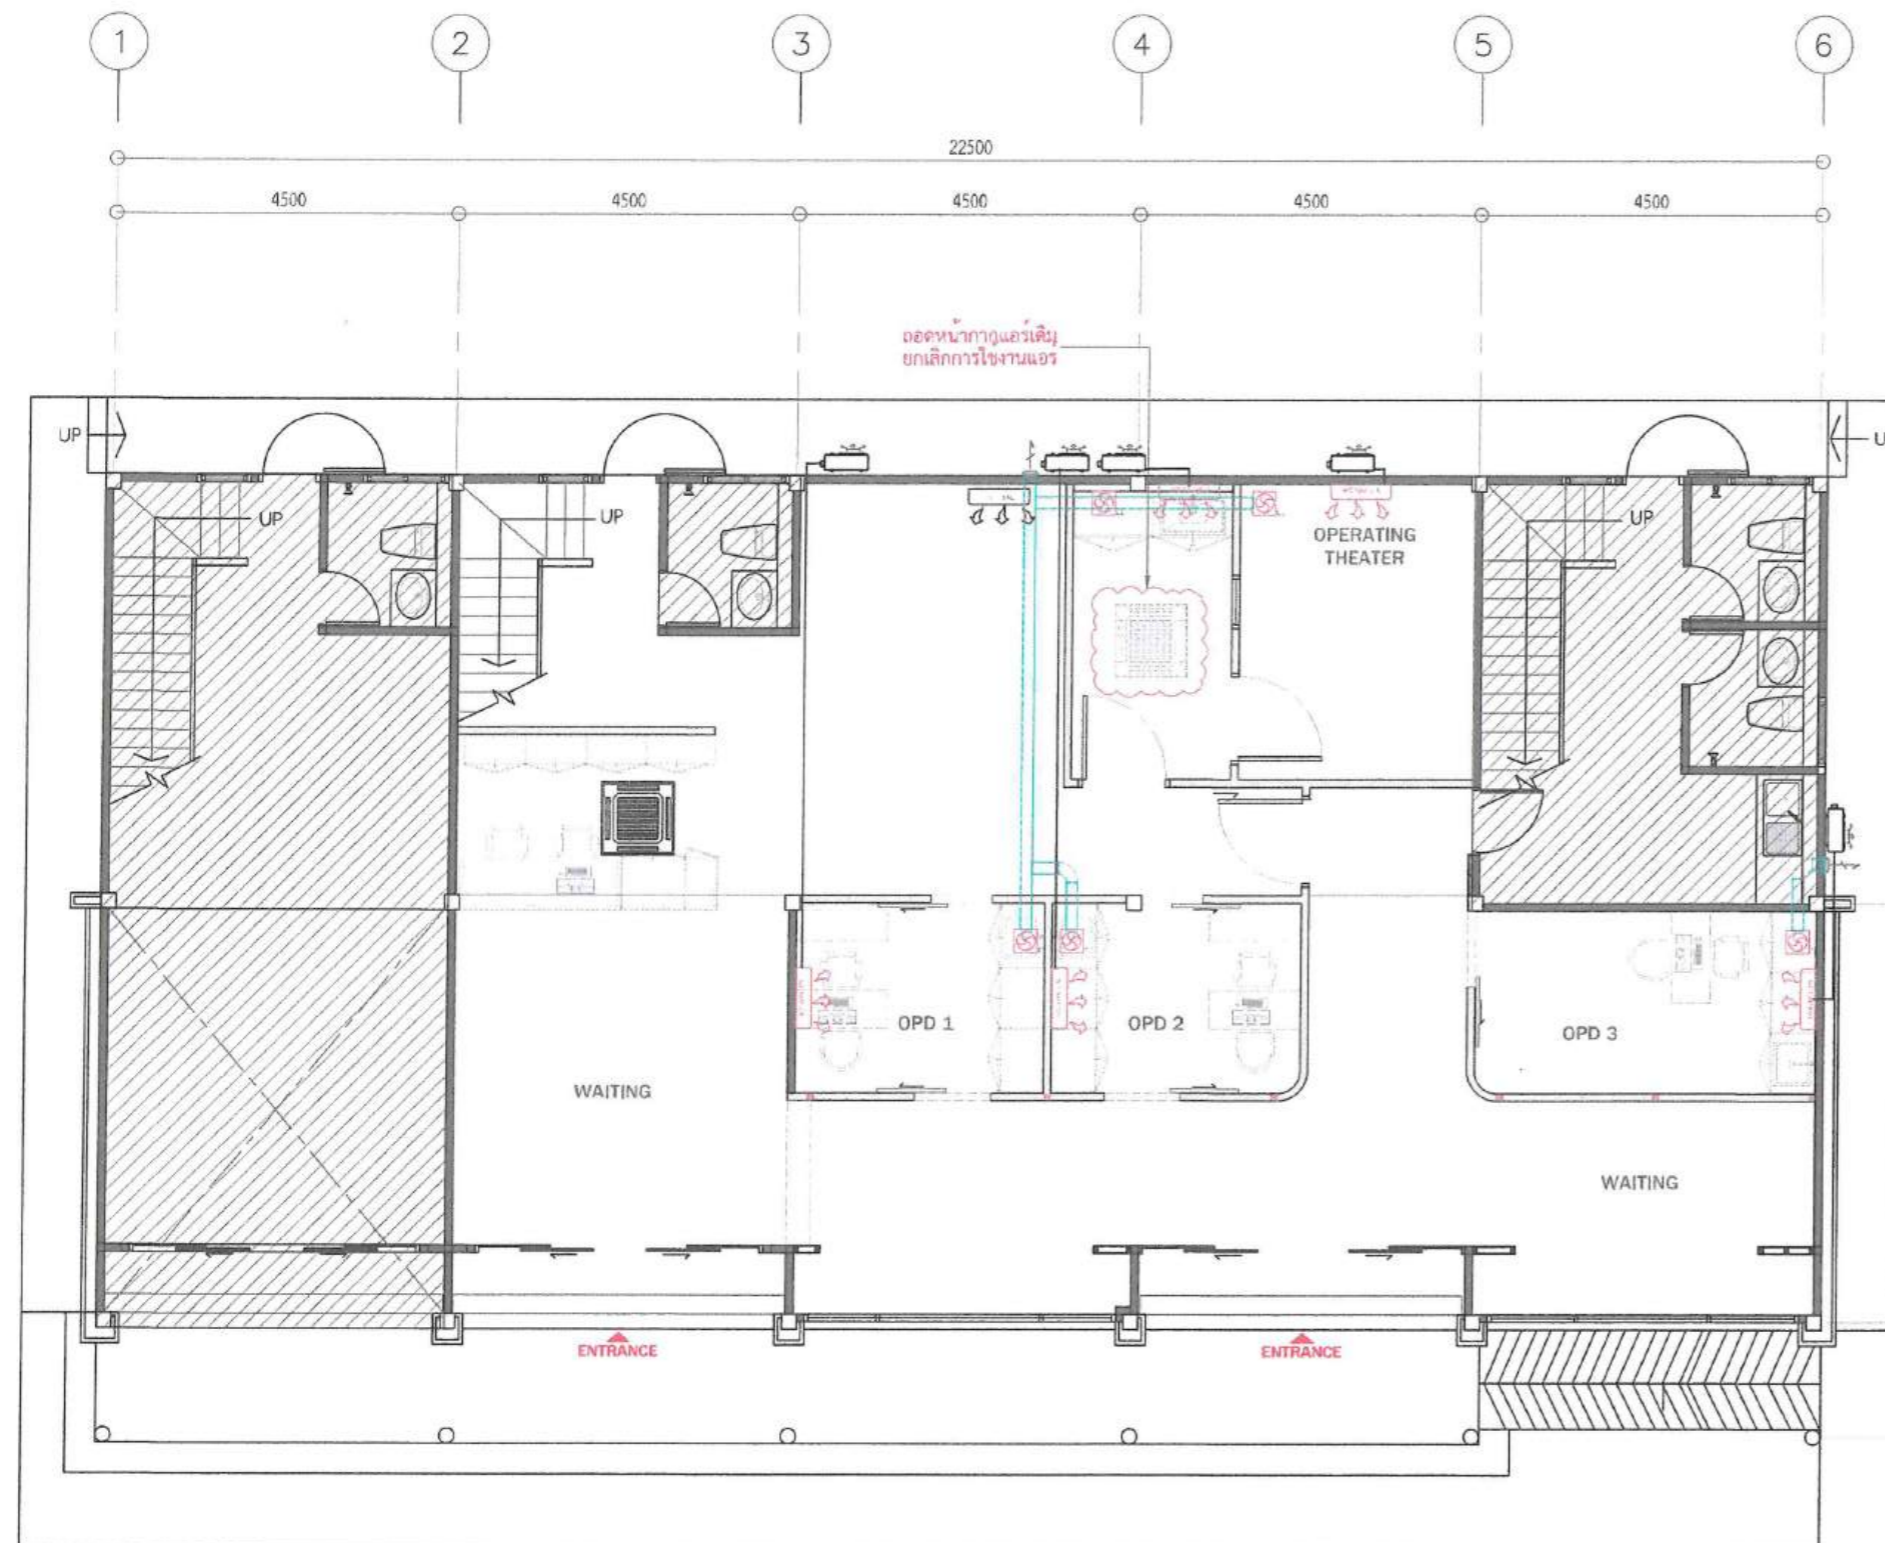 1
2
3
4
5
6
22500
4500
4500
4500
4500
4500
ถอดหน้ากากแอร์เดิม
ยกเลิกการใช้งานแอร์
UP
U
UP
UP
UP
OPERATING
THEATER
OPD 1
OPD 2
OPD 3
WAITING
WAITING
ENTRANCE
ENTRANCE